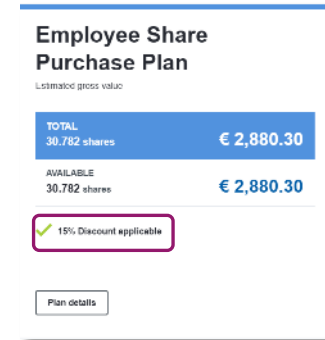 Employee Share
Purchase Plan
Estimated gross value
TOTAL
30.782 shares
€ 2,880.30
AVAILABLE
30.782 shares
€ 2,880.30
15% Discount applicable
Plan details